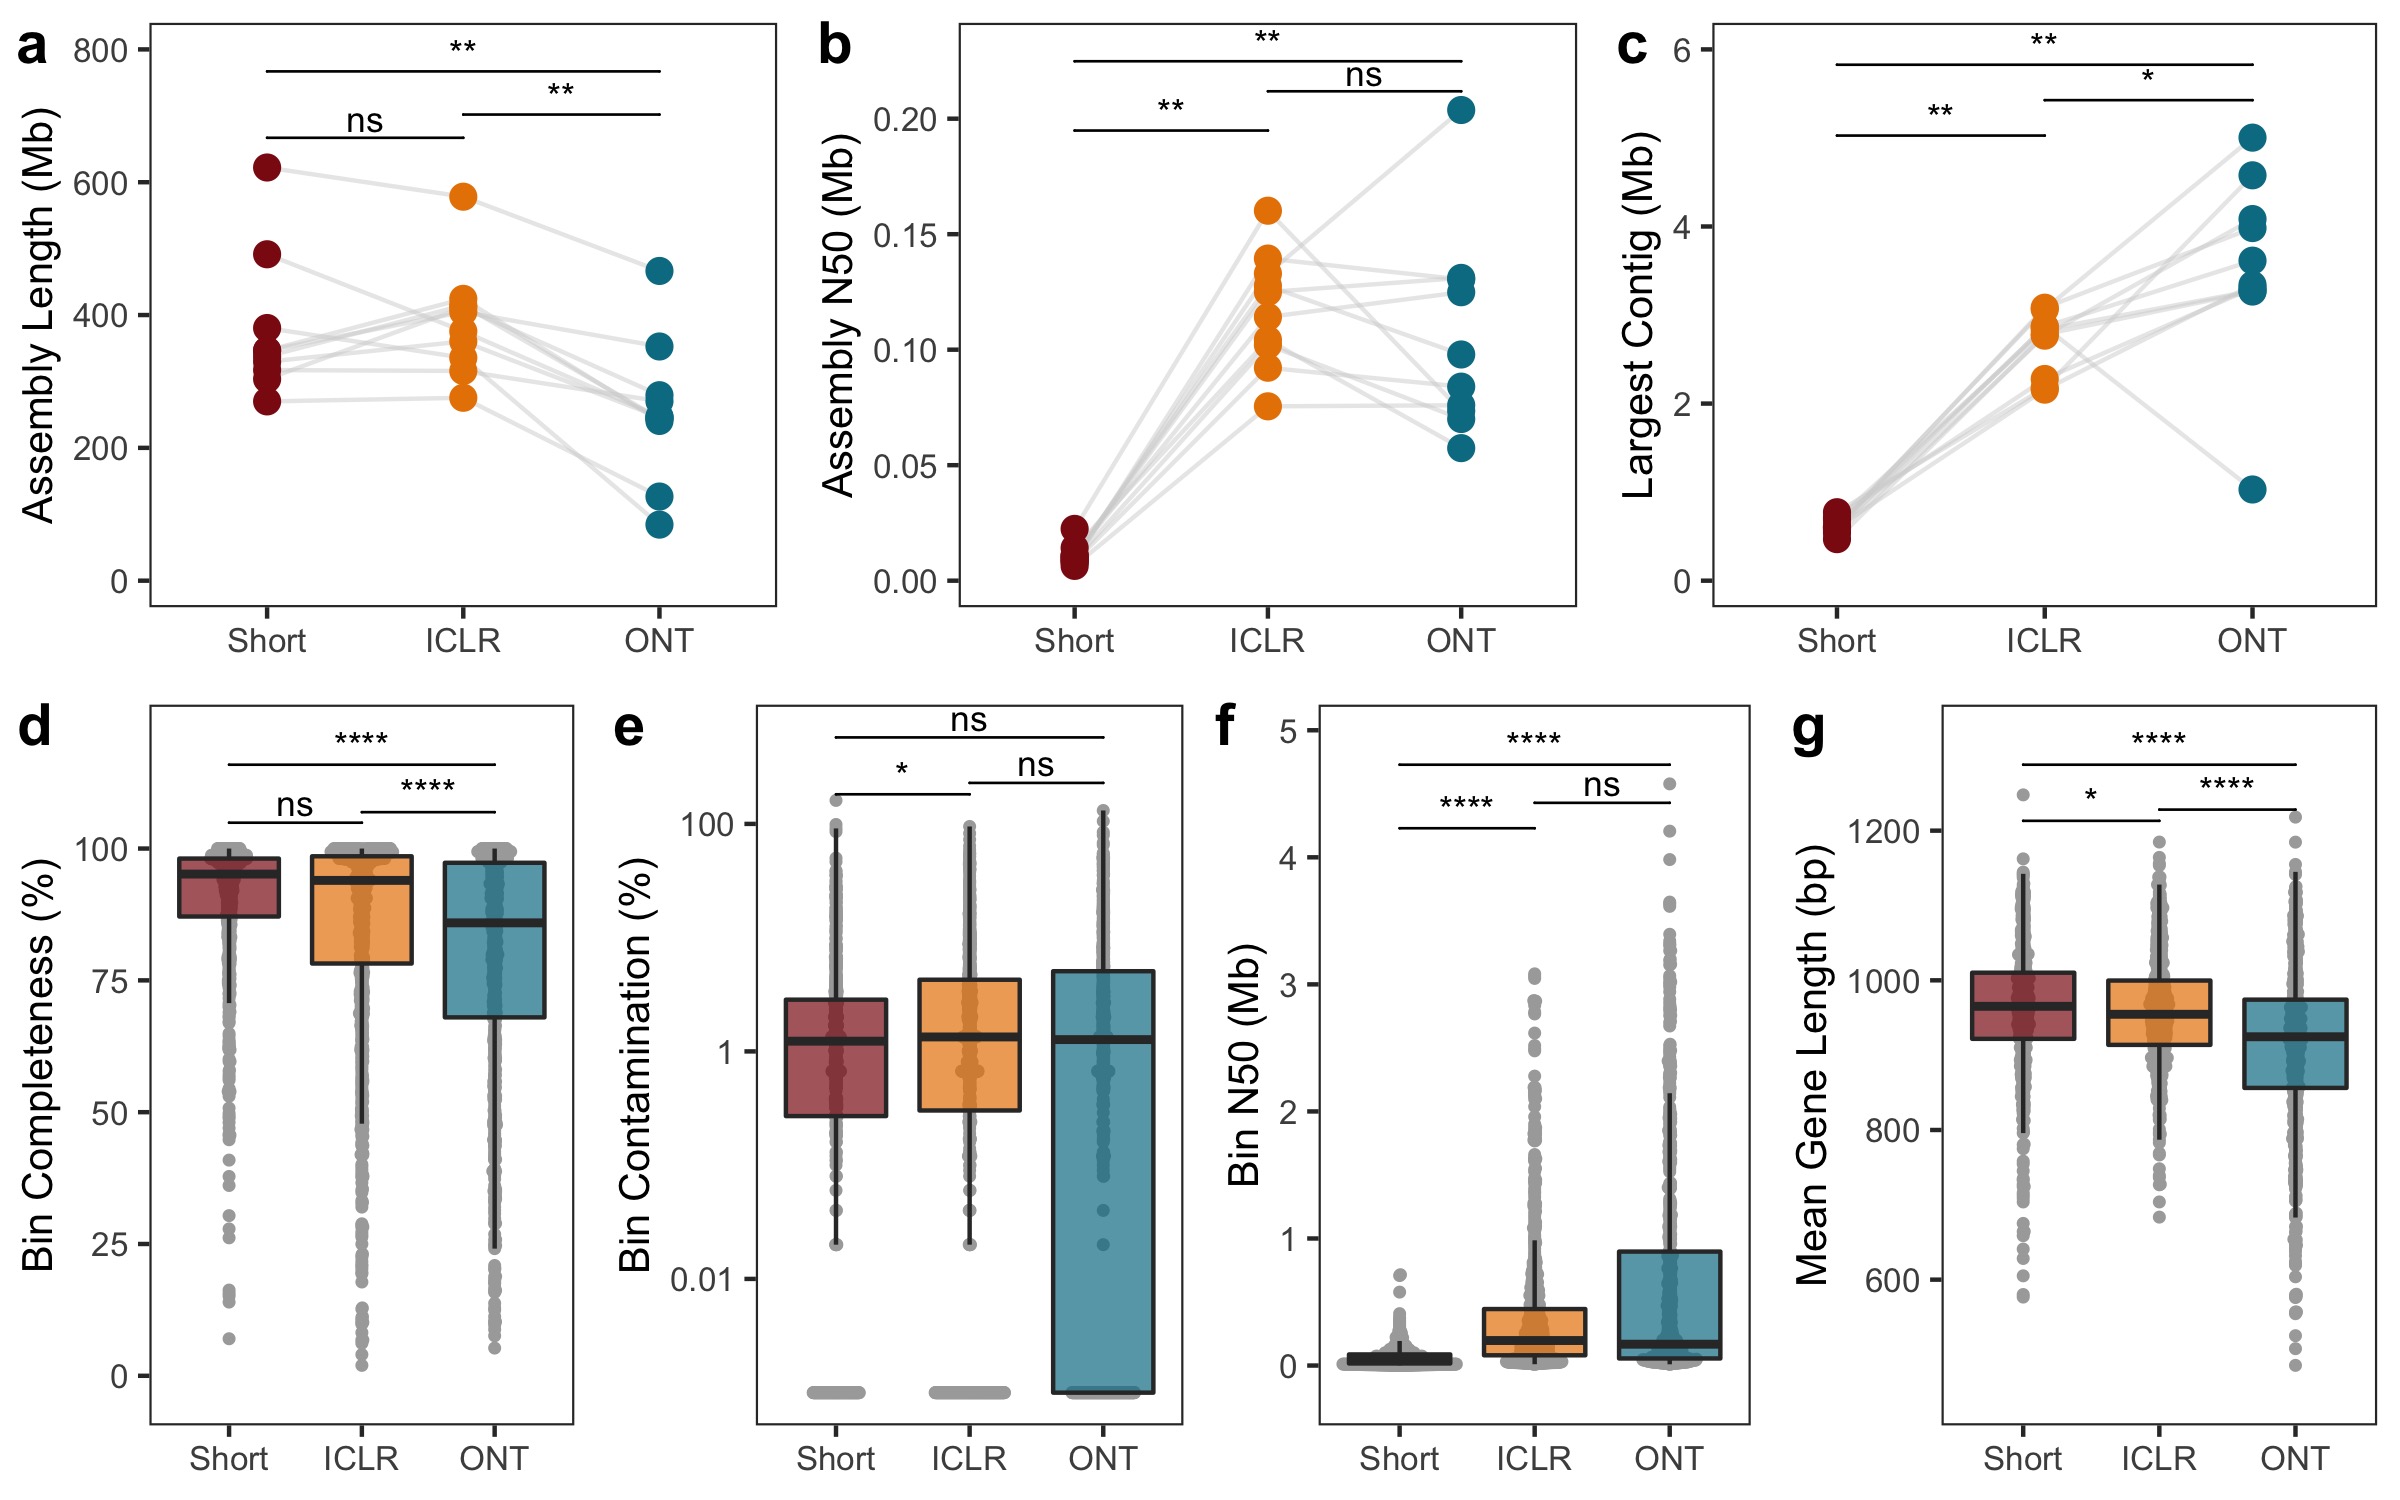 a
Assembly Length (Mb)
800
600
400
200
0
**
**
ns
Short ICLR ONT
b
Assembly N50 (Mb)
0.20
0.15
0.10
0.05
0.00
**
ns
**
Short ICLR ONT
c
Largest Contig (Mb)
6
4
2
0
**
*
**
Short ICLR ONT
d
Bin Completeness (%)
100
75
50
25
0
****
****
ns
Short ICLR ONT
e
Bin Contamination (%)
100
1
0.01
ns
ns
*
Short ICLR ONT
f
Bin N50 (Mb)
5
4
3
2
1
0
****
ns
****
Short ICLR ONT
g
Mean Gene Length (bp)
1200
1000
800
600
****
****
*
Short ICLR ONT